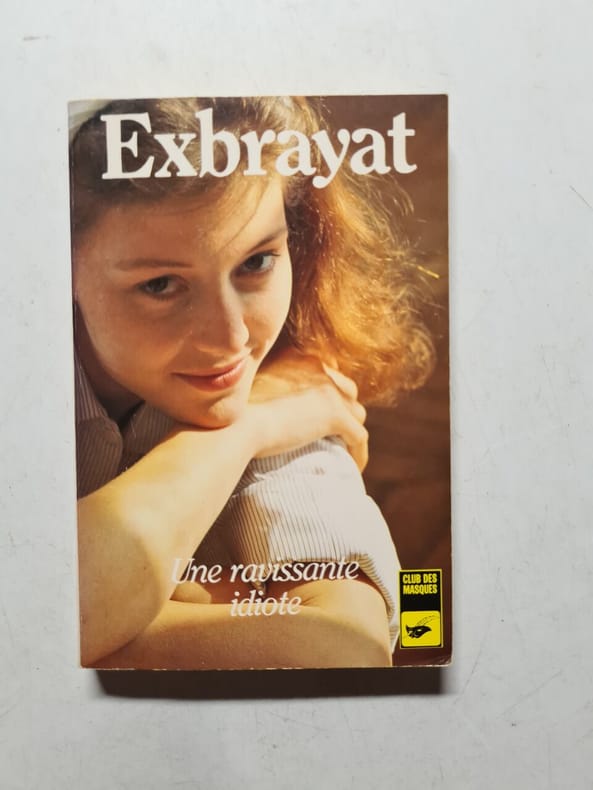 Exbrayat
Une ravissante
idiote
CLUB DES
MASQUES